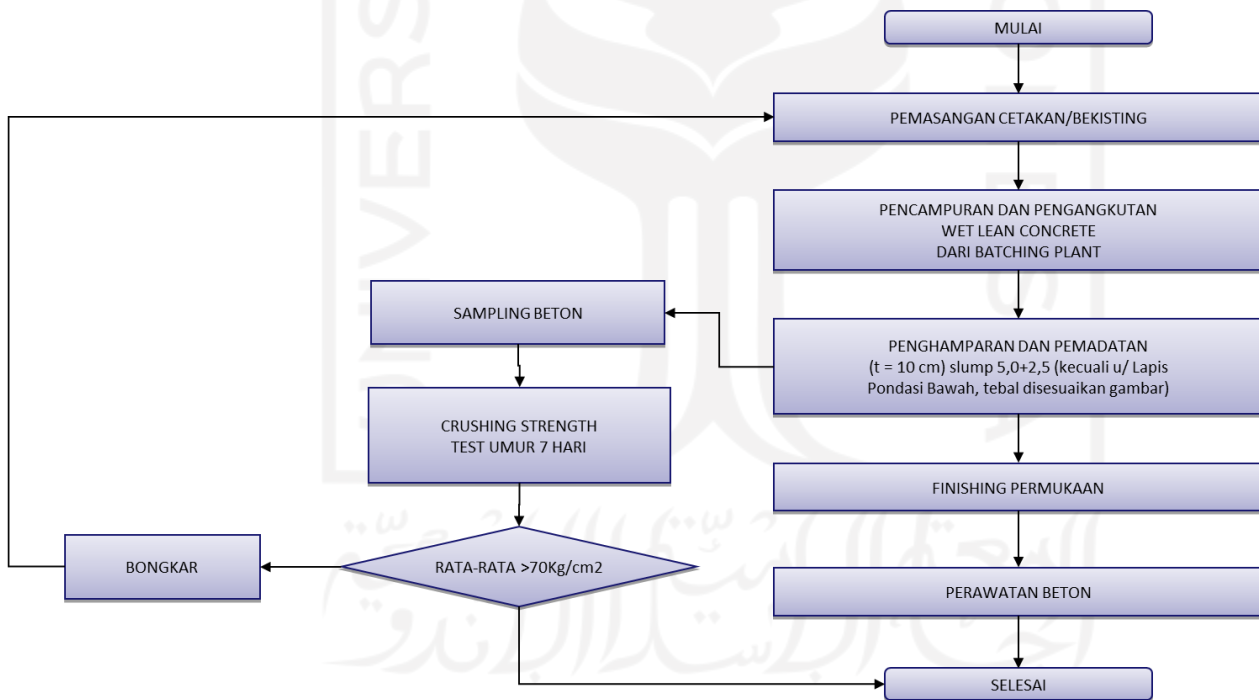 MULAI
PEMASANGAN CETAKAN/BEKISTING
PENCAMPURAN DAN PENGANGKUTAN
WET LEAN CONCRETE
DARI BATCHING PLANT
SAMPLING BETON
PENGHAMPARAN DAN PEMADATAN
(t = 10 cm) slump 5,0+2,5 (kecuali u/ Lapis
Pondasi Bawah, tebal disesuaikan gambar)
CRUSHING STRENGTH
TEST UMUR 7 HARI
FINISHING PERMUKAAN
BONGKAR
RATA-RATA >70Kg/cm2
PERAWATAN BETON
SELESAI
UNIVERS